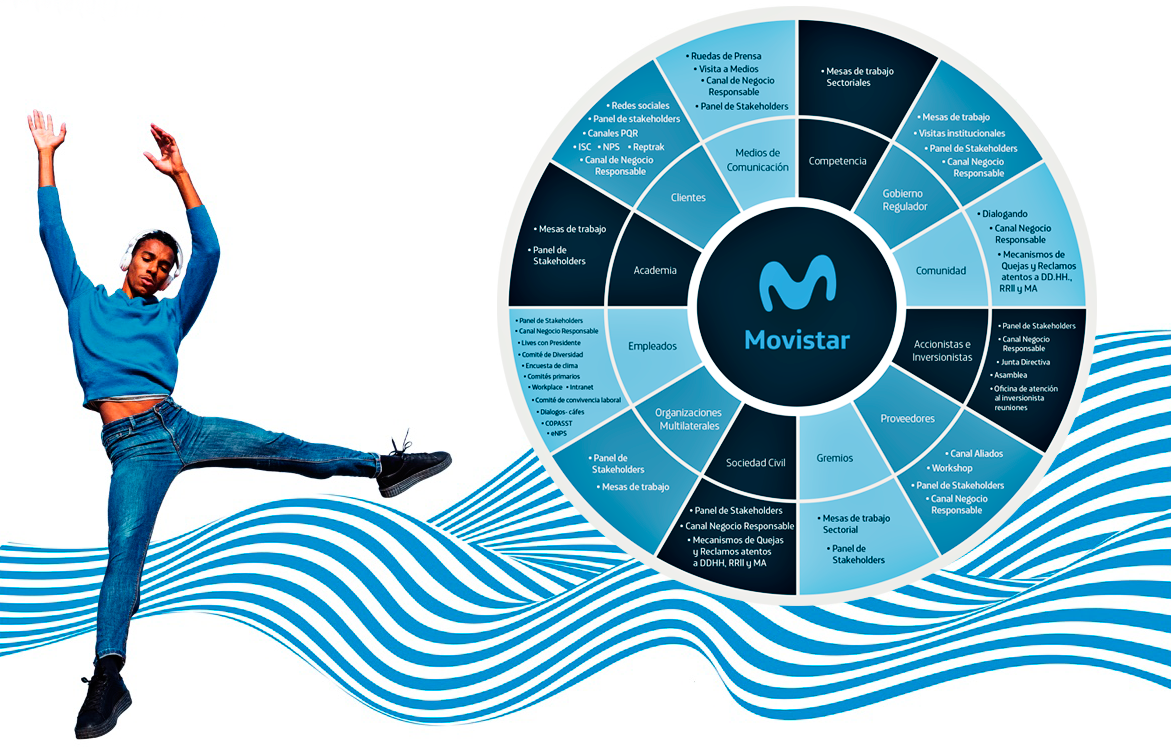 • Ruedas de Prensa
• Visita a Medios
• Canal de Negocio
Responsable
• Panel de Stakeholders
Medios de
Comunicación
• Mesas de trabajo
Sectoriales
Competencia
• Mesas de trabajo
• Visitas institucionales
• Panel de Stakeholders
• Canal Negocio
Responsable
Gobierno
Regulador
• Dialogando
• Canal Negocio
Responsable
• Mecanismos de
Quejas y Reclamos
atentos a DD.HH.,
RRII y MA
Comunidad
• Panel de Stakeholders
• Canal Negocio
Responsable
• Junta Directiva
• Asamblea
• Oficina de atención
al inversionista
reuniones
Accionistas e
Inversionistas
Proveedores
• Canal Aliados
• Workshop
• Panel de Stakeholders
• Canal Negocio
Responsable
Gremios
• Mesas de trabajo
Sectorial
• Panel de
Stakeholders
Sociedad Civil
• Panel de Stakeholders
• Canal Negocio Responsable
• Mecanismos de Quejas
y Reclamos atentos
a DDHH, RRII y MA
Organizaciones
Multilaterales
• Panel de
Stakeholders
• Mesas de trabajo
Empleados
• Panel de Stakeholders
• Canal Negocio Responsable
• Lives con Presidente
• Comité de Diversidad
• Encuesta de clima
• Comités primarios
• Workplace • Intranet
• Comité de convivencia laboral
• Dialogos- cáfes
• COPASST
• eNPS
Academia
• Mesas de trabajo
• Panel de
Stakeholders
Clientes
• Redes sociales
• Panel de stakeholders
• Canales PQR
• ISC • NPS • Reptrak
• Canal de Negocio
Responsable
Movistar